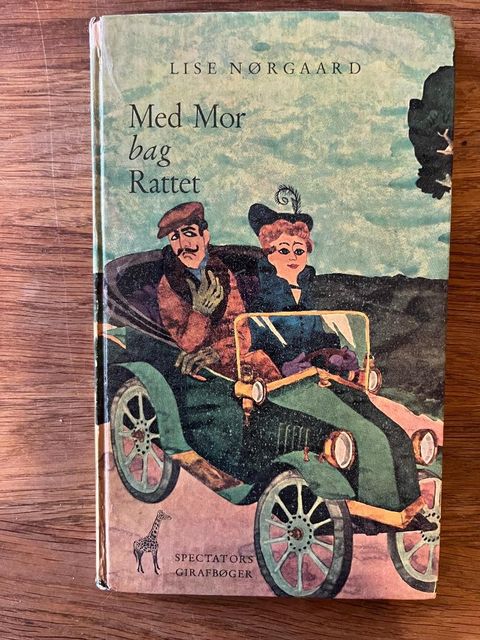 LISE NØRGAARD
Med Mor
bag
Rattet
SPECTATORS
GIRAFBØGER